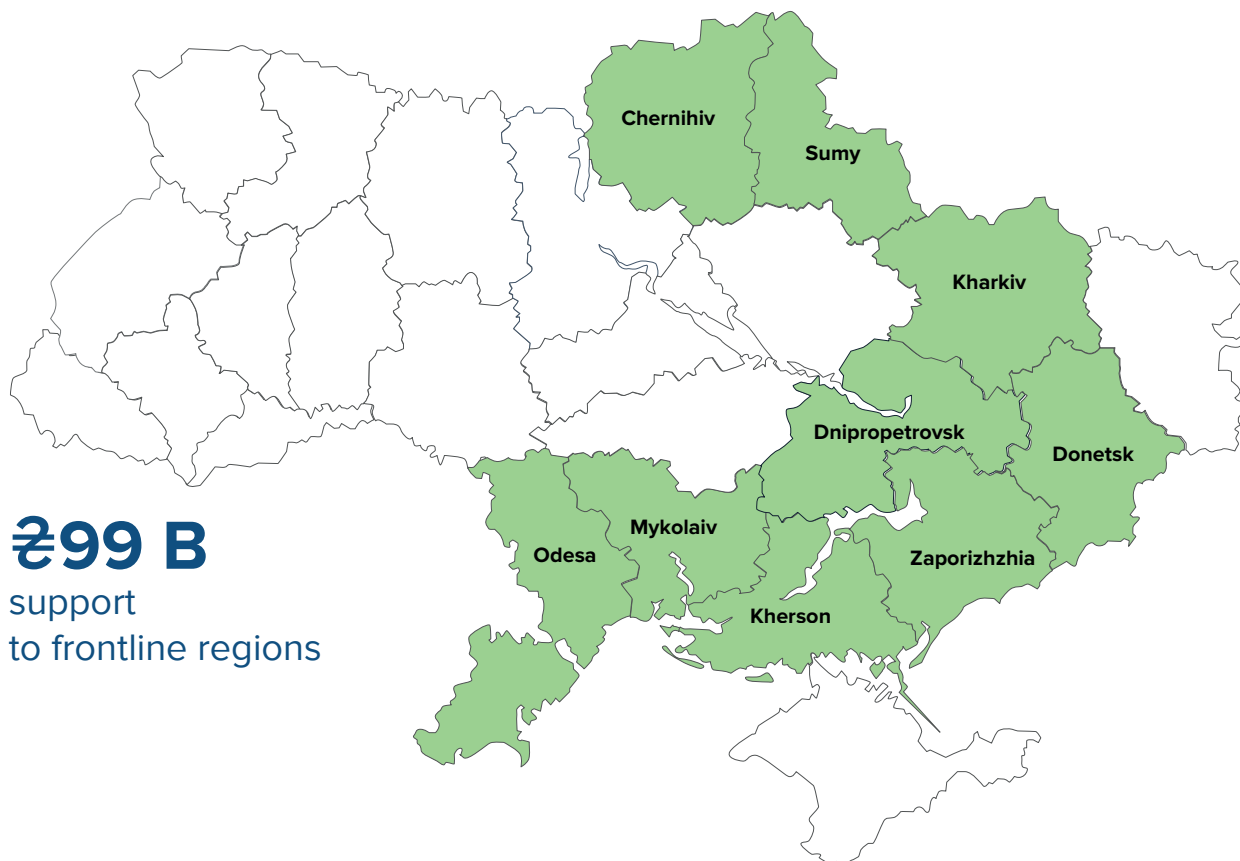 Chernihiv
Sumy
Kharkiv
Dnipropetrovsk
Donetsk
Mykolaiv
Odesa
Zaporizhzhia
Kherson
₴99 B
support
to frontline regions